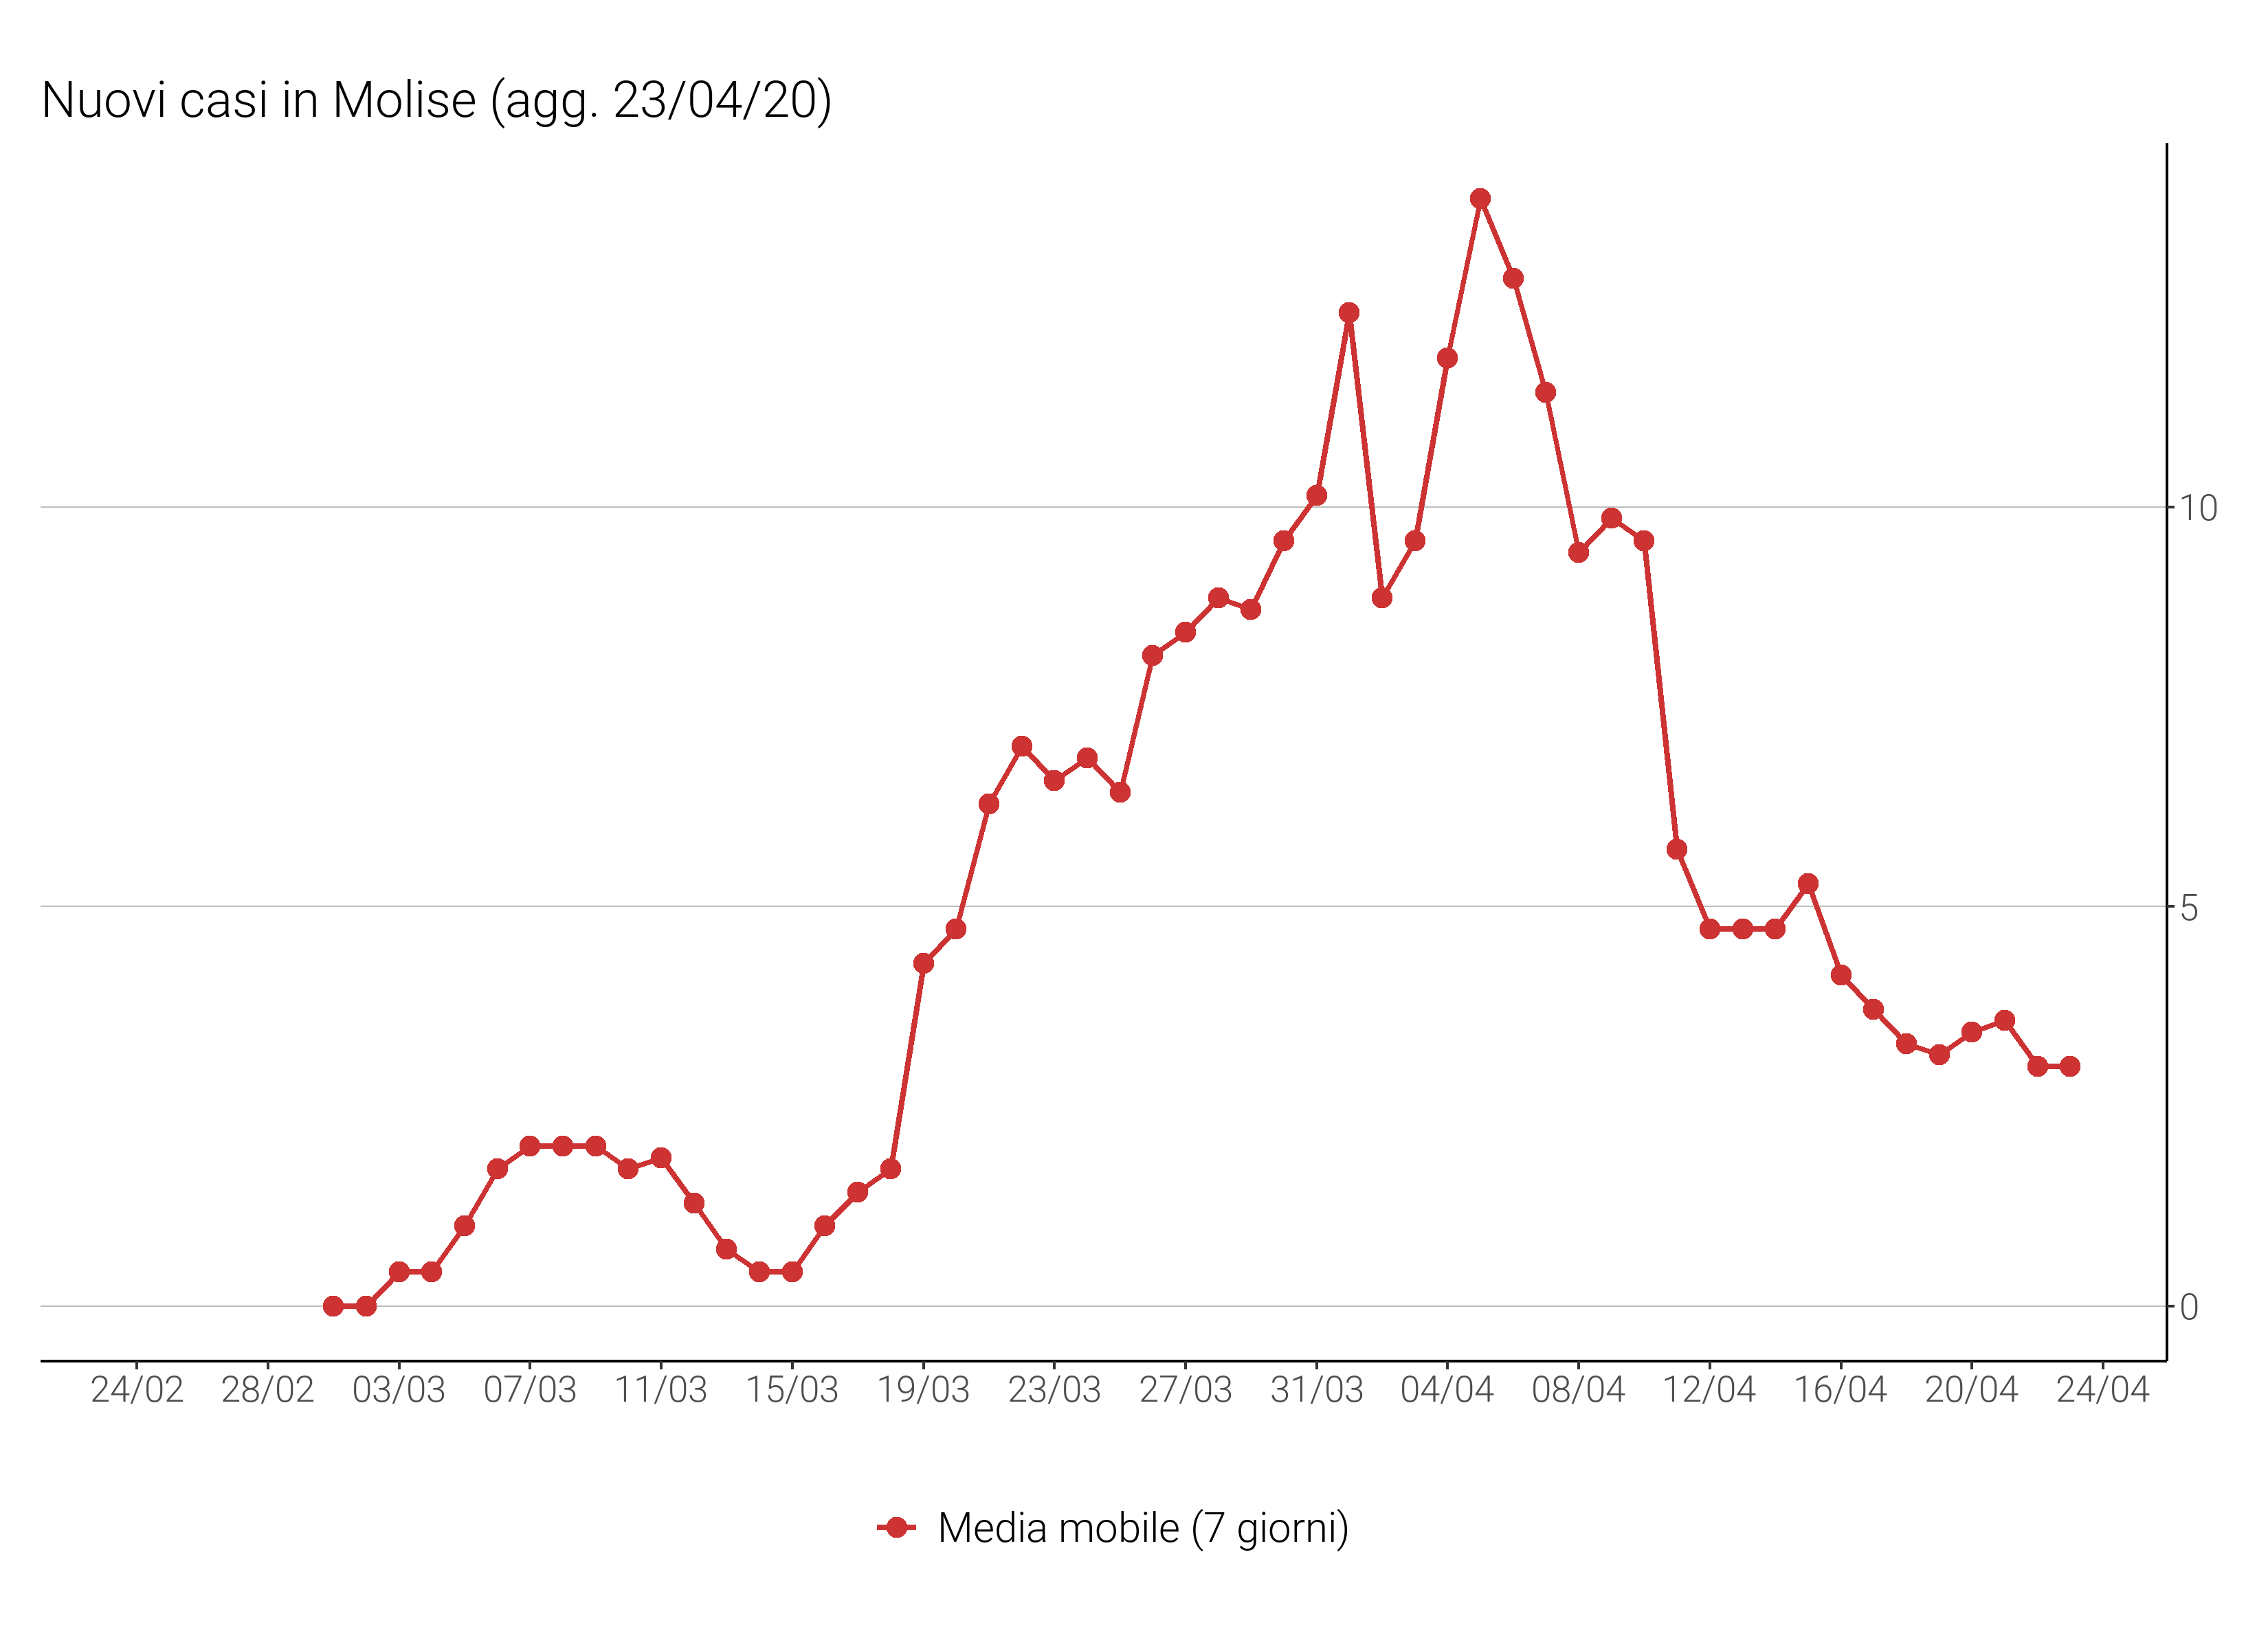 Nuovi casi in Molise (agg. 23/04/20)
10
5
0
24/02 28/02 03/03 07/03 11/03 15/03 19/03 23/03 27/03 31/03 04/04 08/04 12/04 16/04 20/04 24/04
Media mobile (7 giorni)